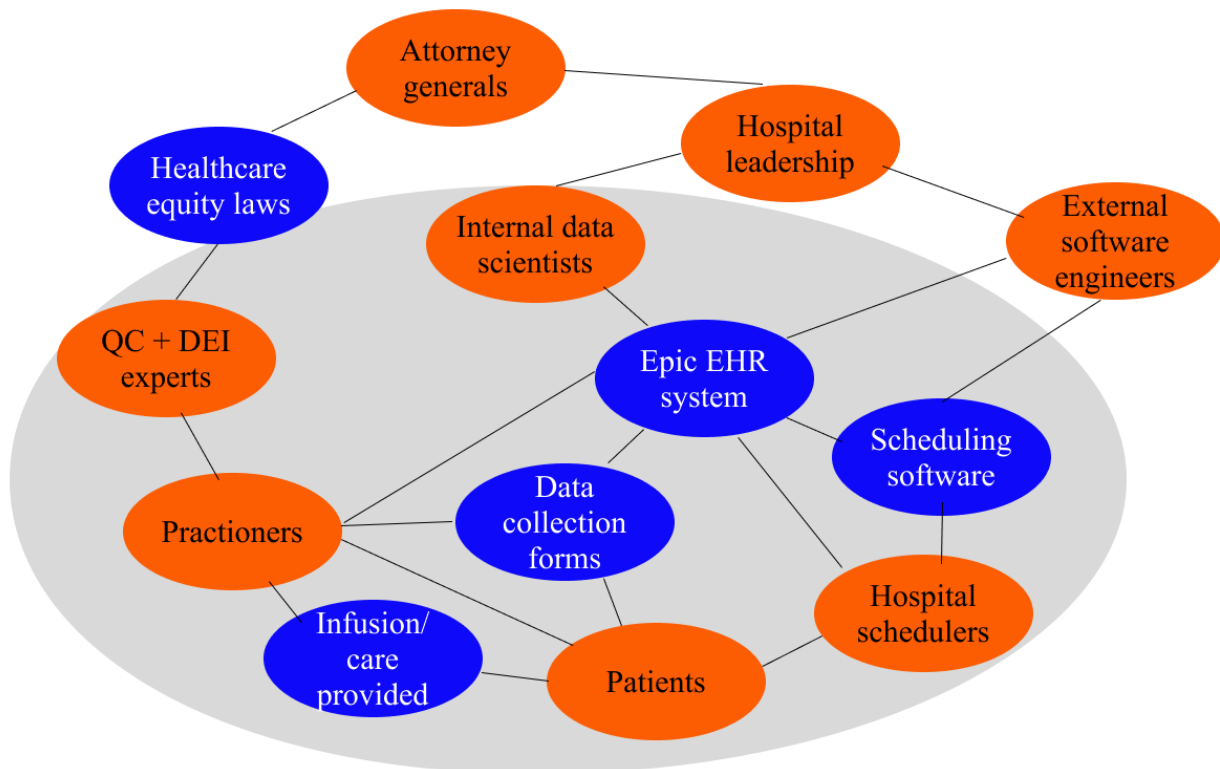 Attorney
generals
Hospital
leadership
Healthcare
equity laws
Internal data
scientists
External
software
engineers
QC + DEI
experts
Epic EHR
system
Scheduling
software
Data
collection
forms
Practioners
Hospital
schedulers
Infusion/
care
provided
Patients